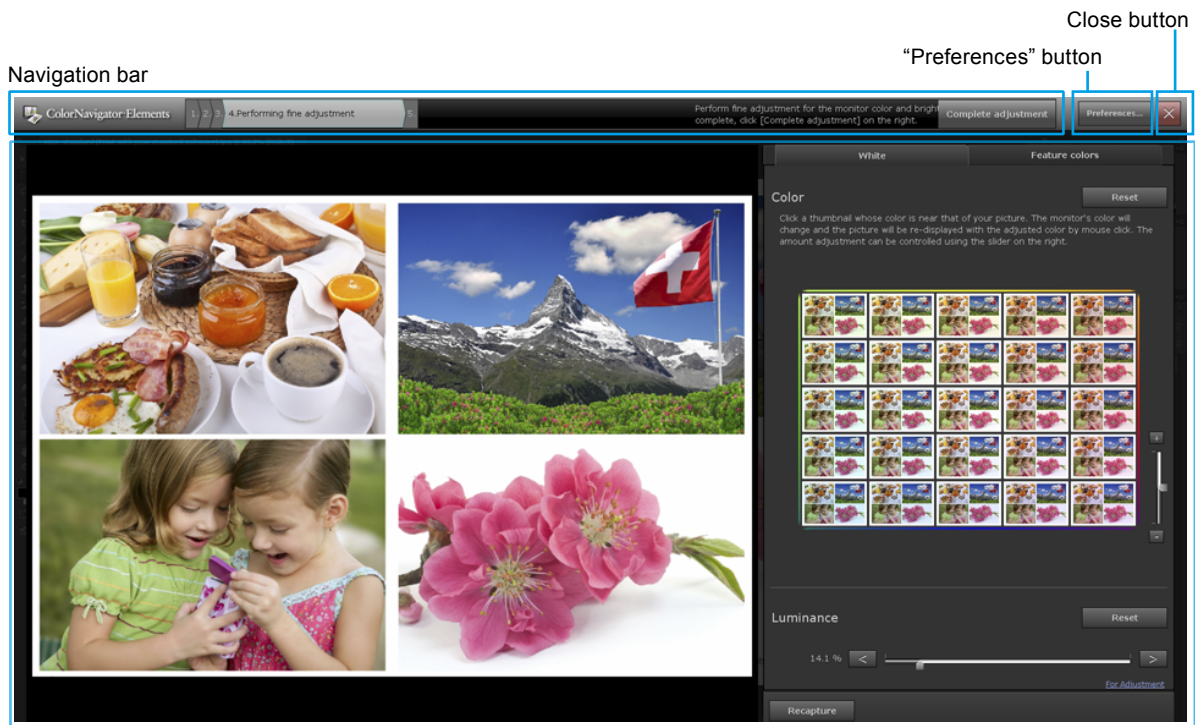 Close button
“Preferences” button
Navigation bar
ColorNavigator Elements
1. 2. 3. 4.Performing fine adjustment 5.
Perform fine adjustment for the monitor color and bright
complete, click [Complete adjustment] on the right.
Complete adjustment
Preferences...
White
Feature colors
Color
Reset
Click a thumbnail whose color is near that of your picture. The monitor's color will
change and the picture will be re-displayed with the adjusted color by mouse click. The
amount adjustment can be controlled using the slider on the right.
+
-
Luminance
Reset
14.1 %
<
>
For Adjustment
Recapture